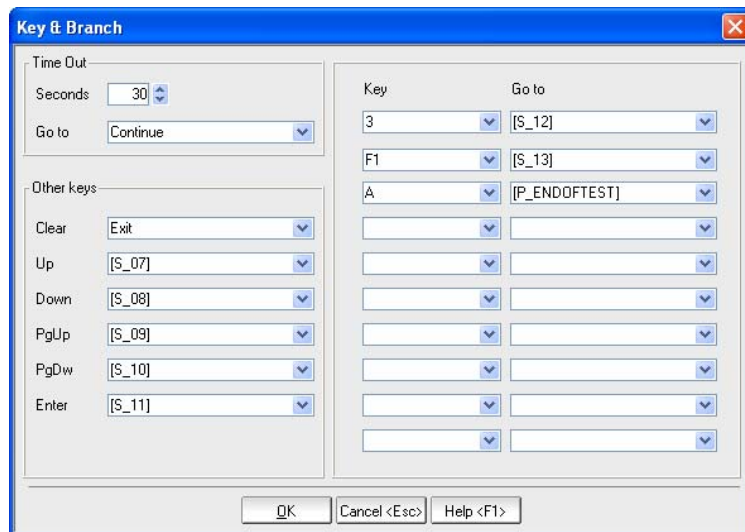 Key & Branch
Time Out
Seconds 30
Go to Continue
Other keys
Clear Exit
Up [S_07]
Down [S_08]
PgUp [S_09]
PgDw [S_10]
Enter [S_11]
Key Go to
3 [S_12]
F1 [S_13]
A [P_ENDOFTEST]
OK Cancel <Esc> Help <F1>